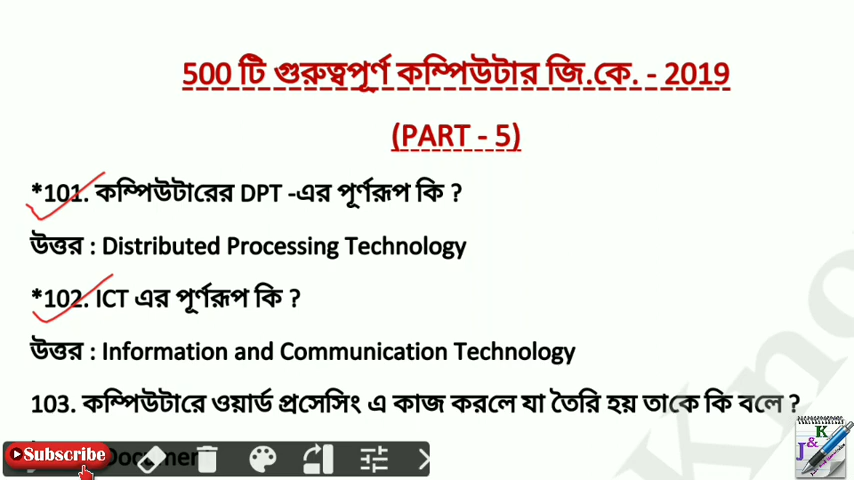 500 টি গুরুত্বপূর্ণ কম্পিউটার জি.কে. - 2019
(PART - 5)
*101. কম্পিউটারের DPT -এর পূর্ণরূপ কি ?
উত্তর : Distributed Processing Technology
*102. ICT এর পূর্ণরূপ কি ?
উত্তর : Information and Communication Technology
103. কম্পিউটারে ওয়ার্ড প্রসেসিং এ কাজ করলে যা তৈরি হয় তাকে কি বলে ?
Subscribe
Document
J & K